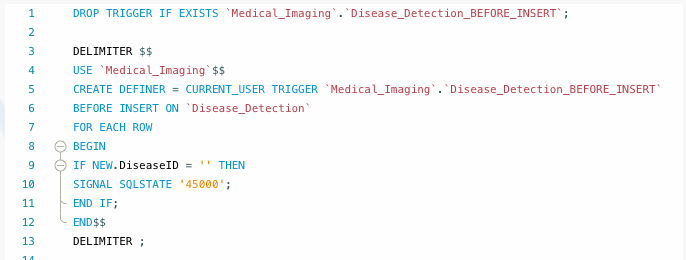 1 DROP TRIGGER IF EXISTS `Medical_Imaging`.`Disease_Detection_BEFORE_INSERT`;
2
3 DELIMITER $$
4 USE `Medical_Imaging`$$
5 CREATE DEFINER = CURRENT_USER TRIGGER `Medical_Imaging`.`Disease_Detection_BEFORE_INSERT`
6 BEFORE INSERT ON `Disease_Detection`
7 FOR EACH ROW
8 BEGIN
9 IF NEW.DiseaseID = '' THEN
10 SIGNAL SQLSTATE '45000';
11 END IF;
12 END$$
13 DELIMITER ;
14